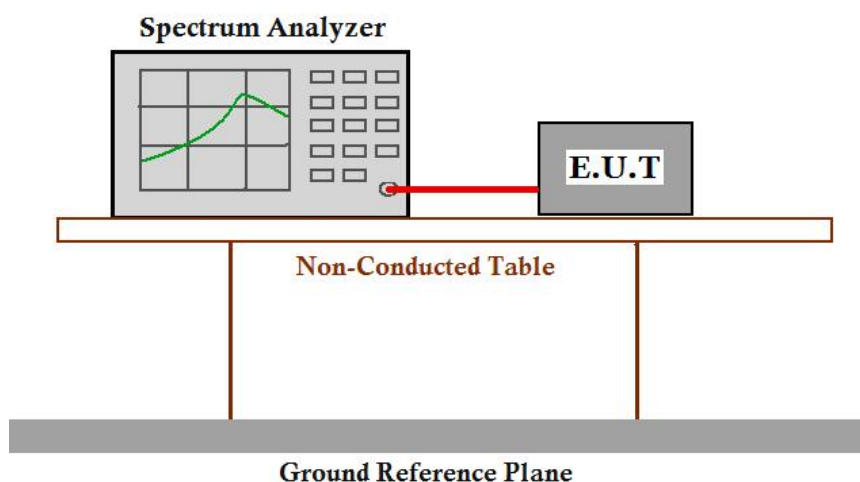 Spectrum Analyzer
E.U.T
Non-Conducted Table
Ground Reference Plane